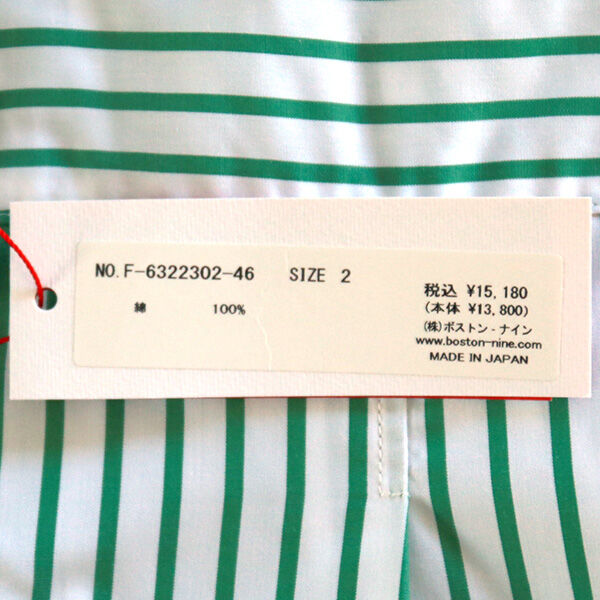 NO.F-6322302-46 SIZE 2
綿 100%
税込 ¥15,180
(本体 ¥13,800)
(株)ボストン-ナイン
www.boston-nine.com
MADE IN JAPAN